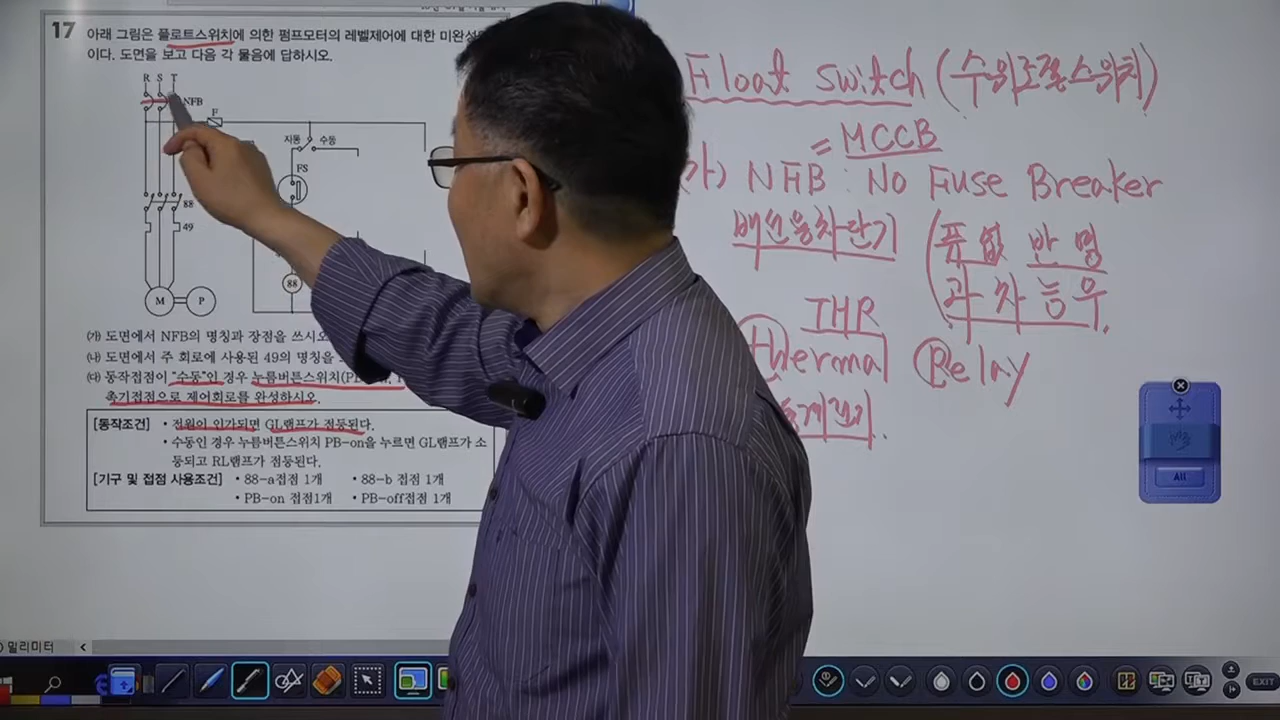 17 아래 그림은 플로트스위치에 의한 펌프모터의 레벨제어에 대한 미완성
이다. 도면을 보고 다음 각 물음에 답하시오.
R S T
NFB
F
자동 수동
FS
88
49
88
M P
(가) 도면에서 NFB의 명칭과 장점을 쓰시오
(나) 도면에서 주 회로에 사용된 49의 명칭을
(다) 동작접점이 "수동"인 경우 누름버튼스위치(PB
촉기접점으로 제어회로를 완성하시오.
[동작조건] • 전원이 인가되면 GL램프가 점등된다.
• 수동인 경우 누름버튼스위치 PB-on을 누르면 GL램프가 소
등되고 RL램프가 점등된다.
[기구 및 접점 사용조건] • 88-a접점 1개 • 88-b 접점 1개
• PB-on 접점1개 • PB-off접점 1개
Float switch (수위조절스위치)
= MCCB
가) NFB : No Fuse Breaker
배선용차단기
(퓨없 반영
과차능우
THR
Thermal Relay
밀리미터
All
EXIT